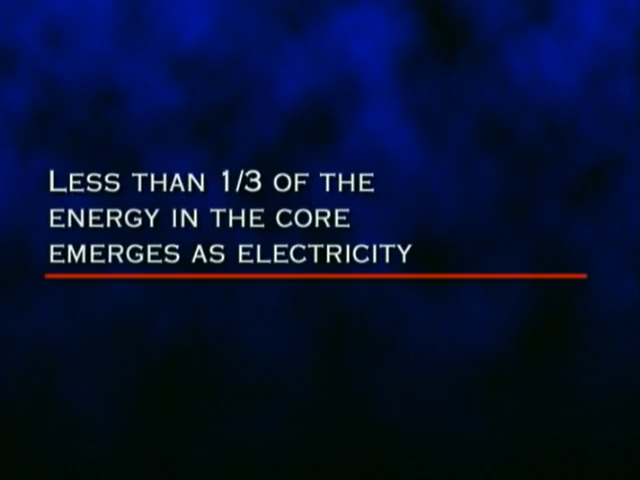 LESS THAN 1/3 OF THE
ENERGY IN THE CORE
EMERGES AS ELECTRICITY